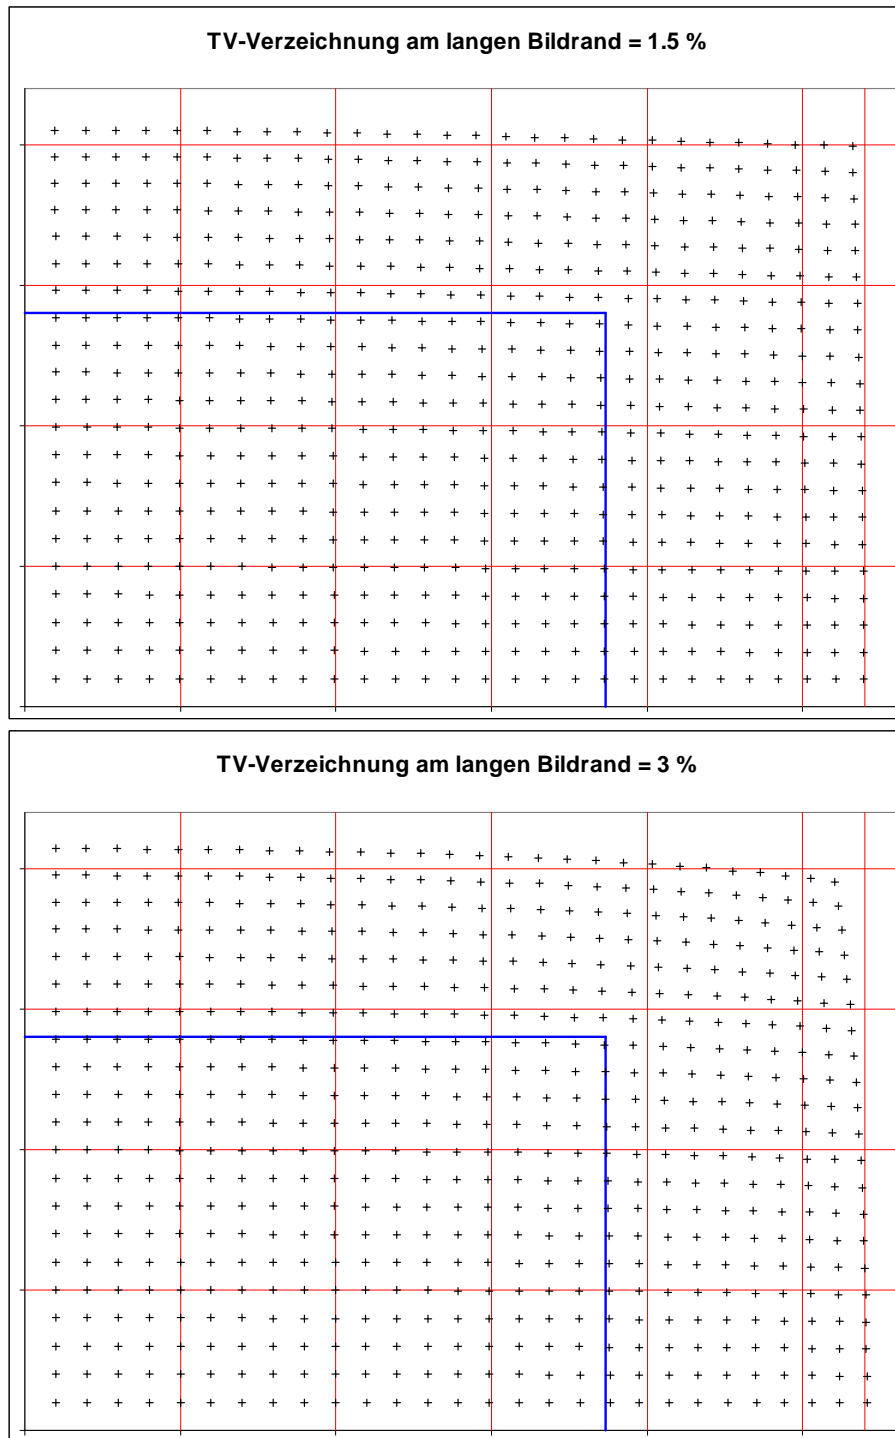 TV-Verzeichnung am langen Bildrand = 1.5 %
TV-Verzeichnung am langen Bildrand = 3 %